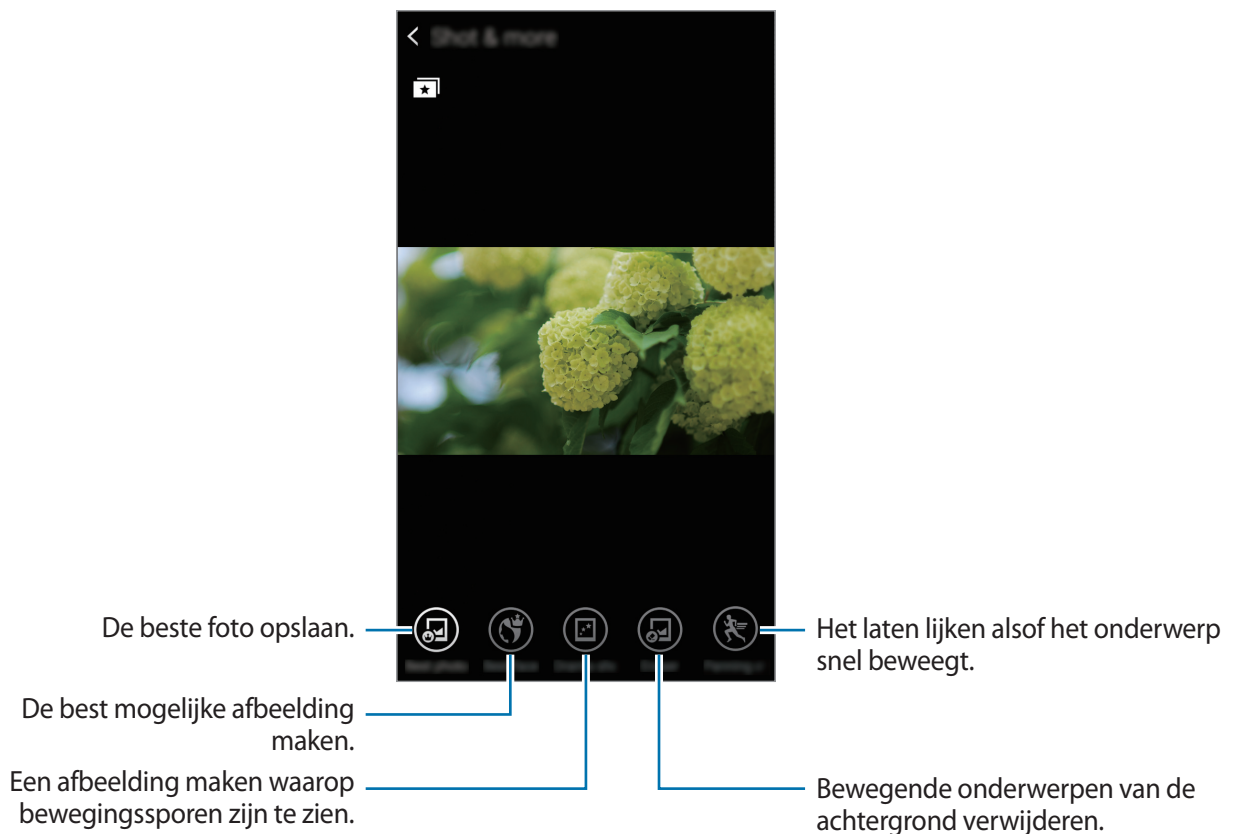 Shot & more
De beste foto opslaan.
Het laten lijken alsof het onderwerp
snel beweegt.
De best mogelijke afbeelding
maken.
Een afbeelding maken waarop
bewegingssporen zijn te zien.
Bewegende onderwerpen van de
achtergrond verwijderen.